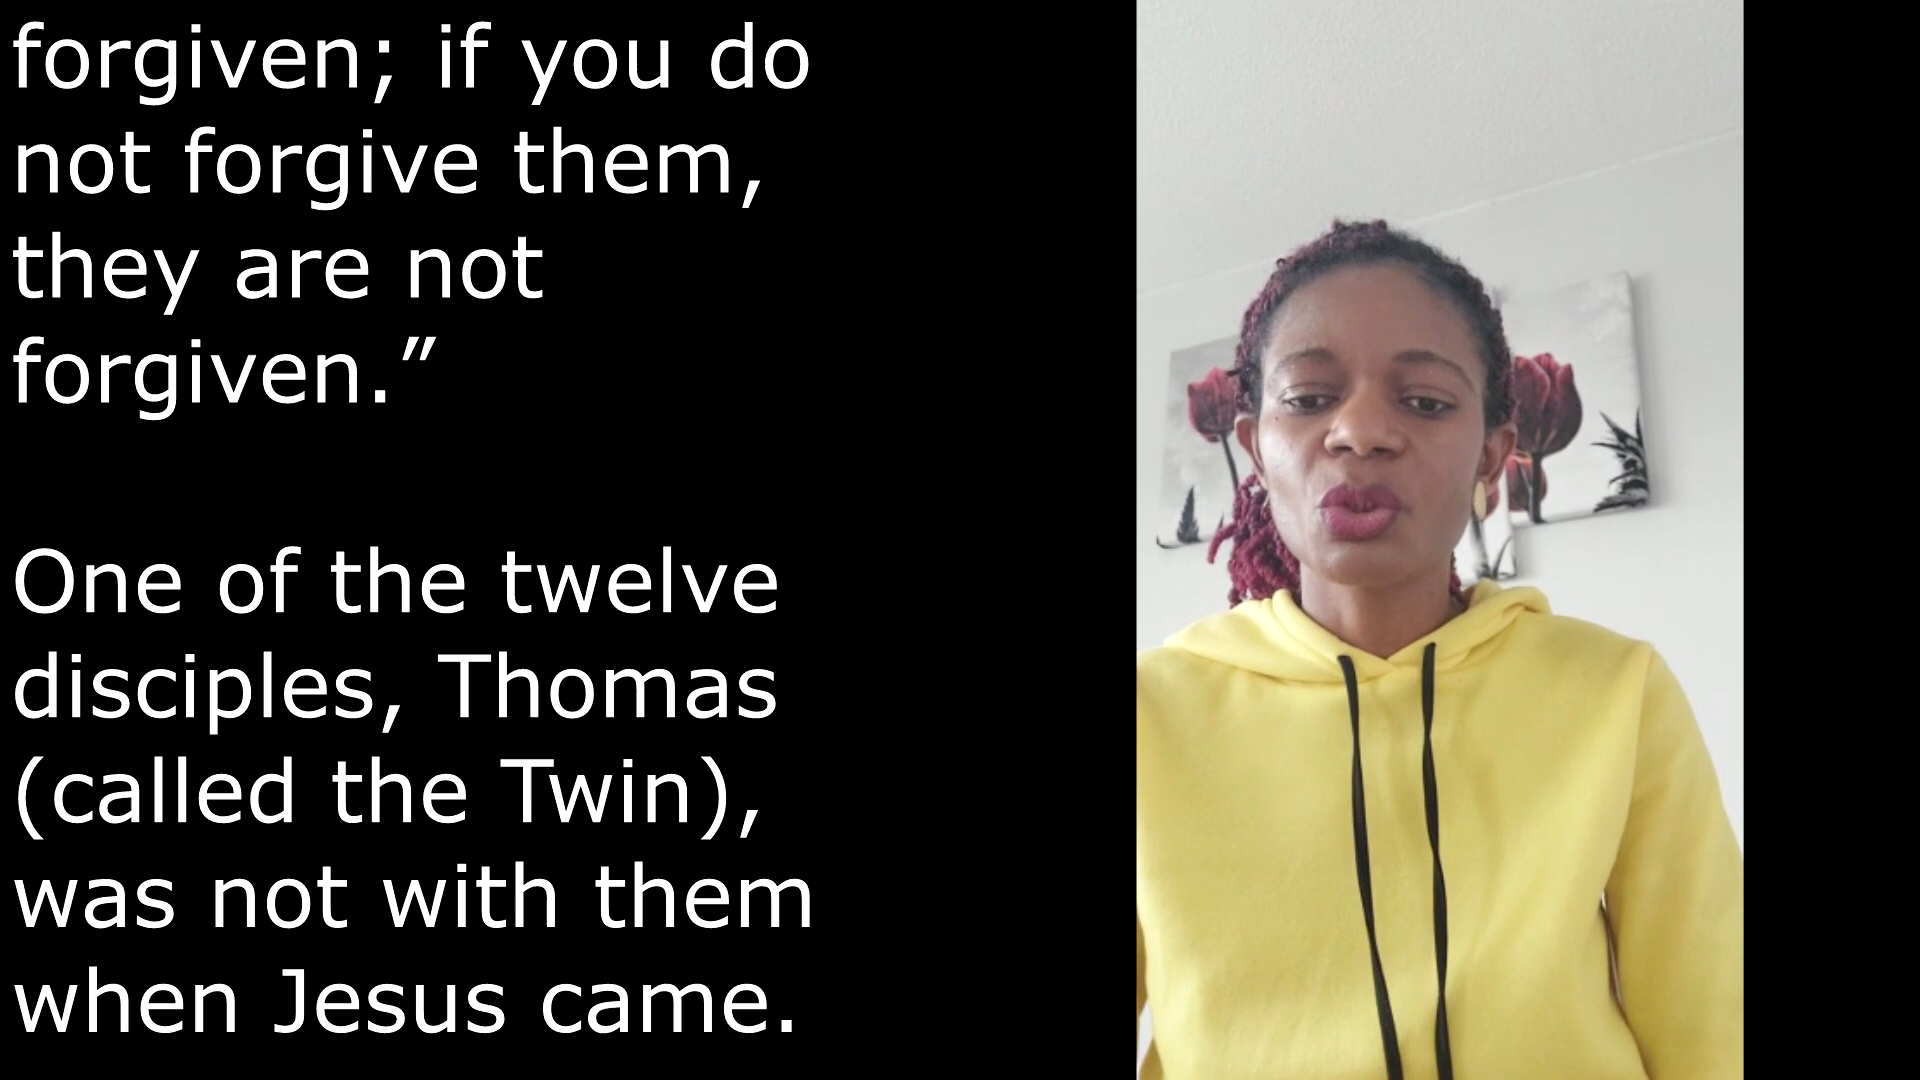 forgiven; if you do
not forgive them,
they are not
forgiven.”
One of the twelve
disciples, Thomas
(called the Twin),
was not with them
when Jesus came.